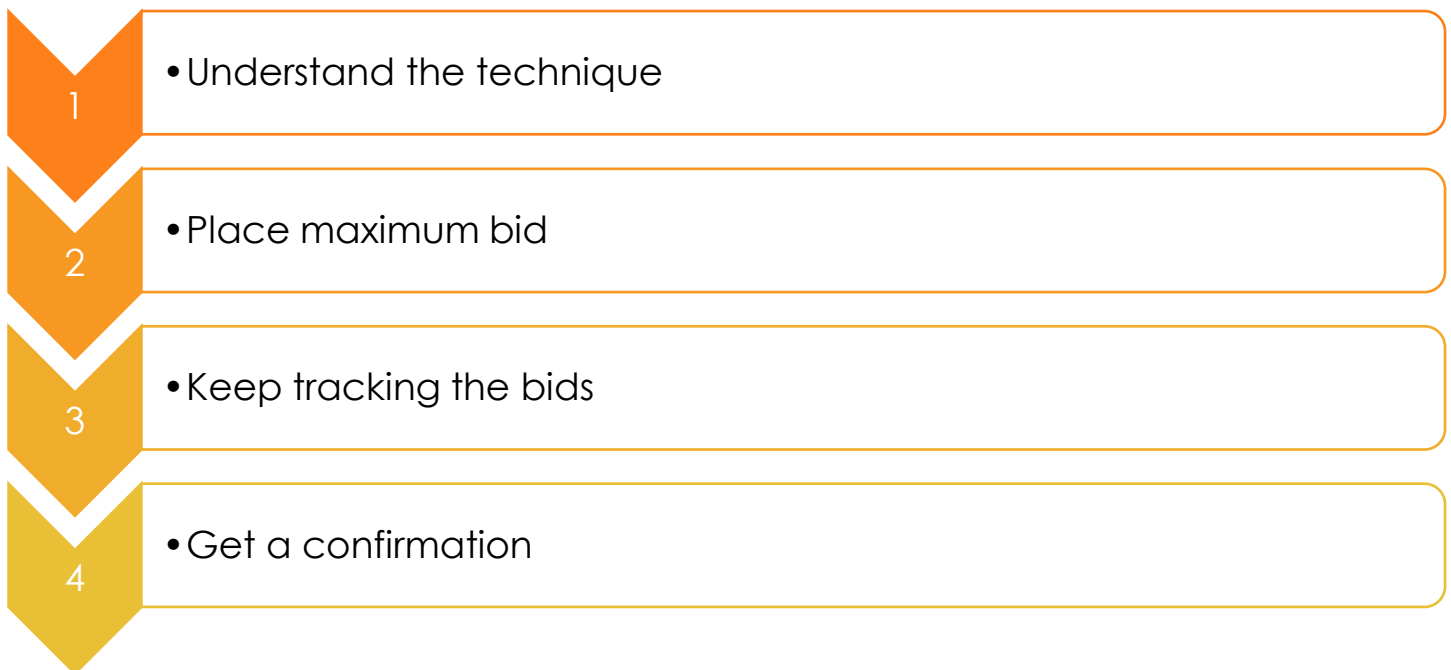 1
•Understand the technique
2
•Place maximum bid
3
•Keep tracking the bids
4
•Get a confirmation